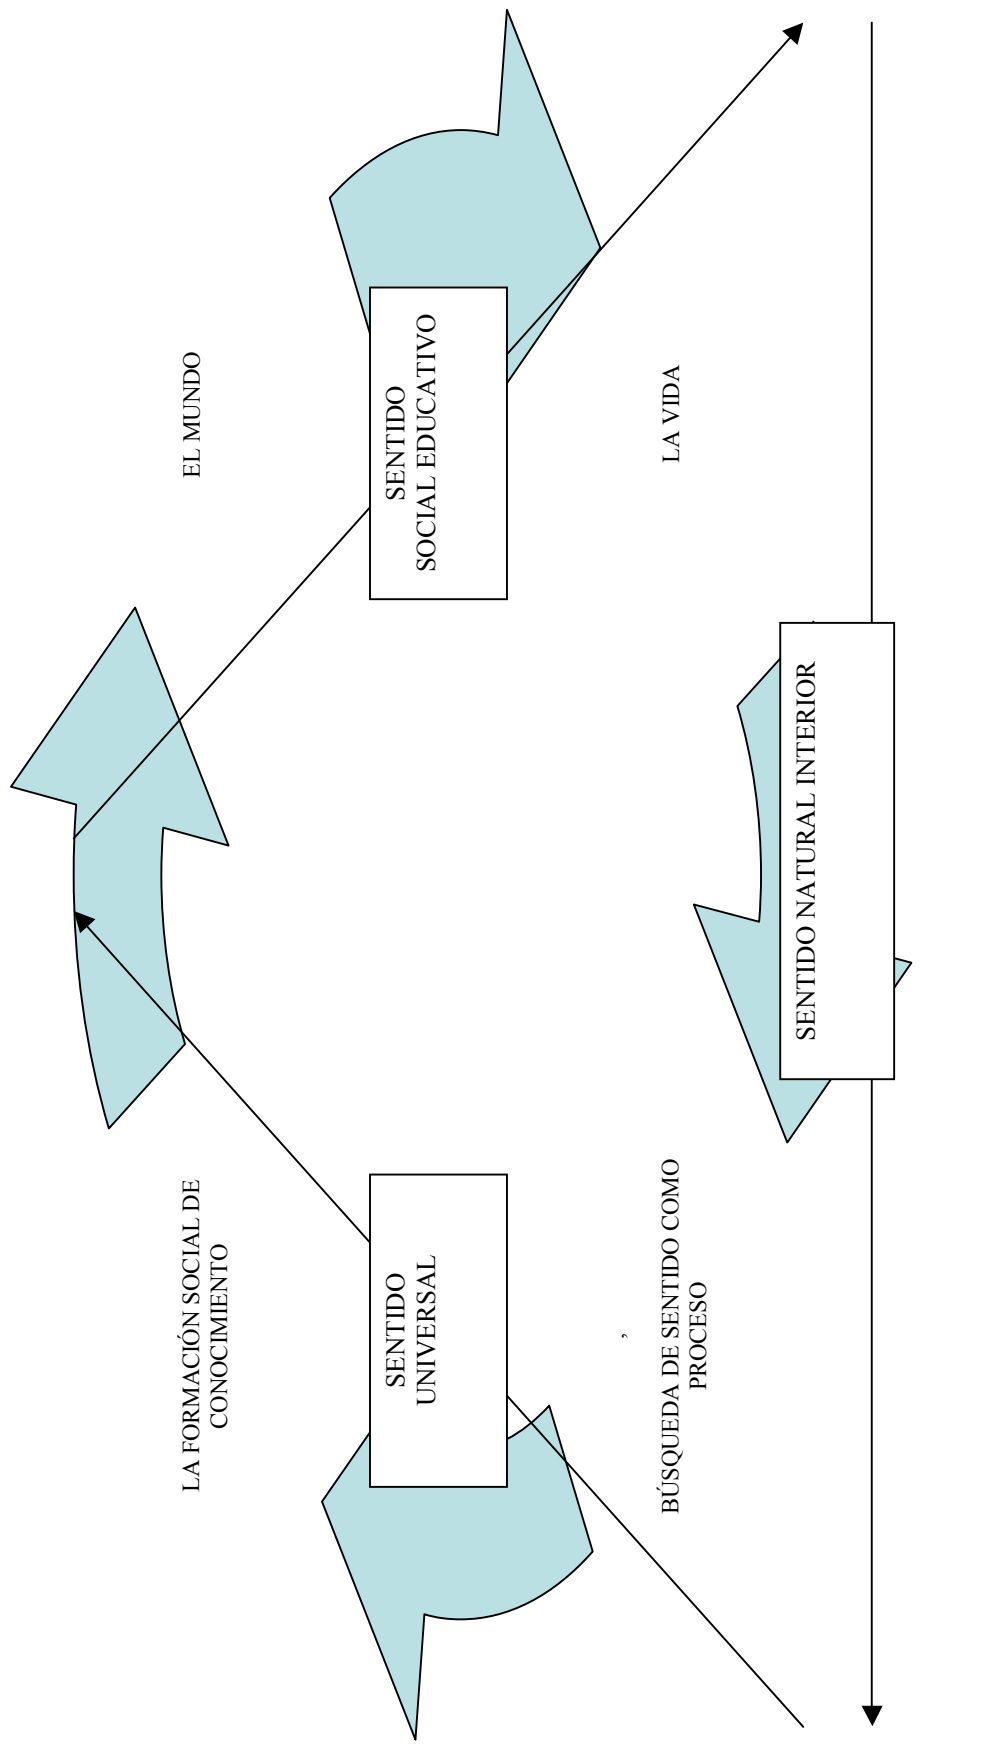 LA FORMACIÓN SOCIAL DE
CONOCIMIENTO
EL MUNDO
SENTIDO
UNIVERSAL
SENTIDO
SOCIAL EDUCATIVO
,
BÚSQUEDA DE SENTIDO COMO
PROCESO
LA VIDA
SENTIDO NATURAL INTERIOR